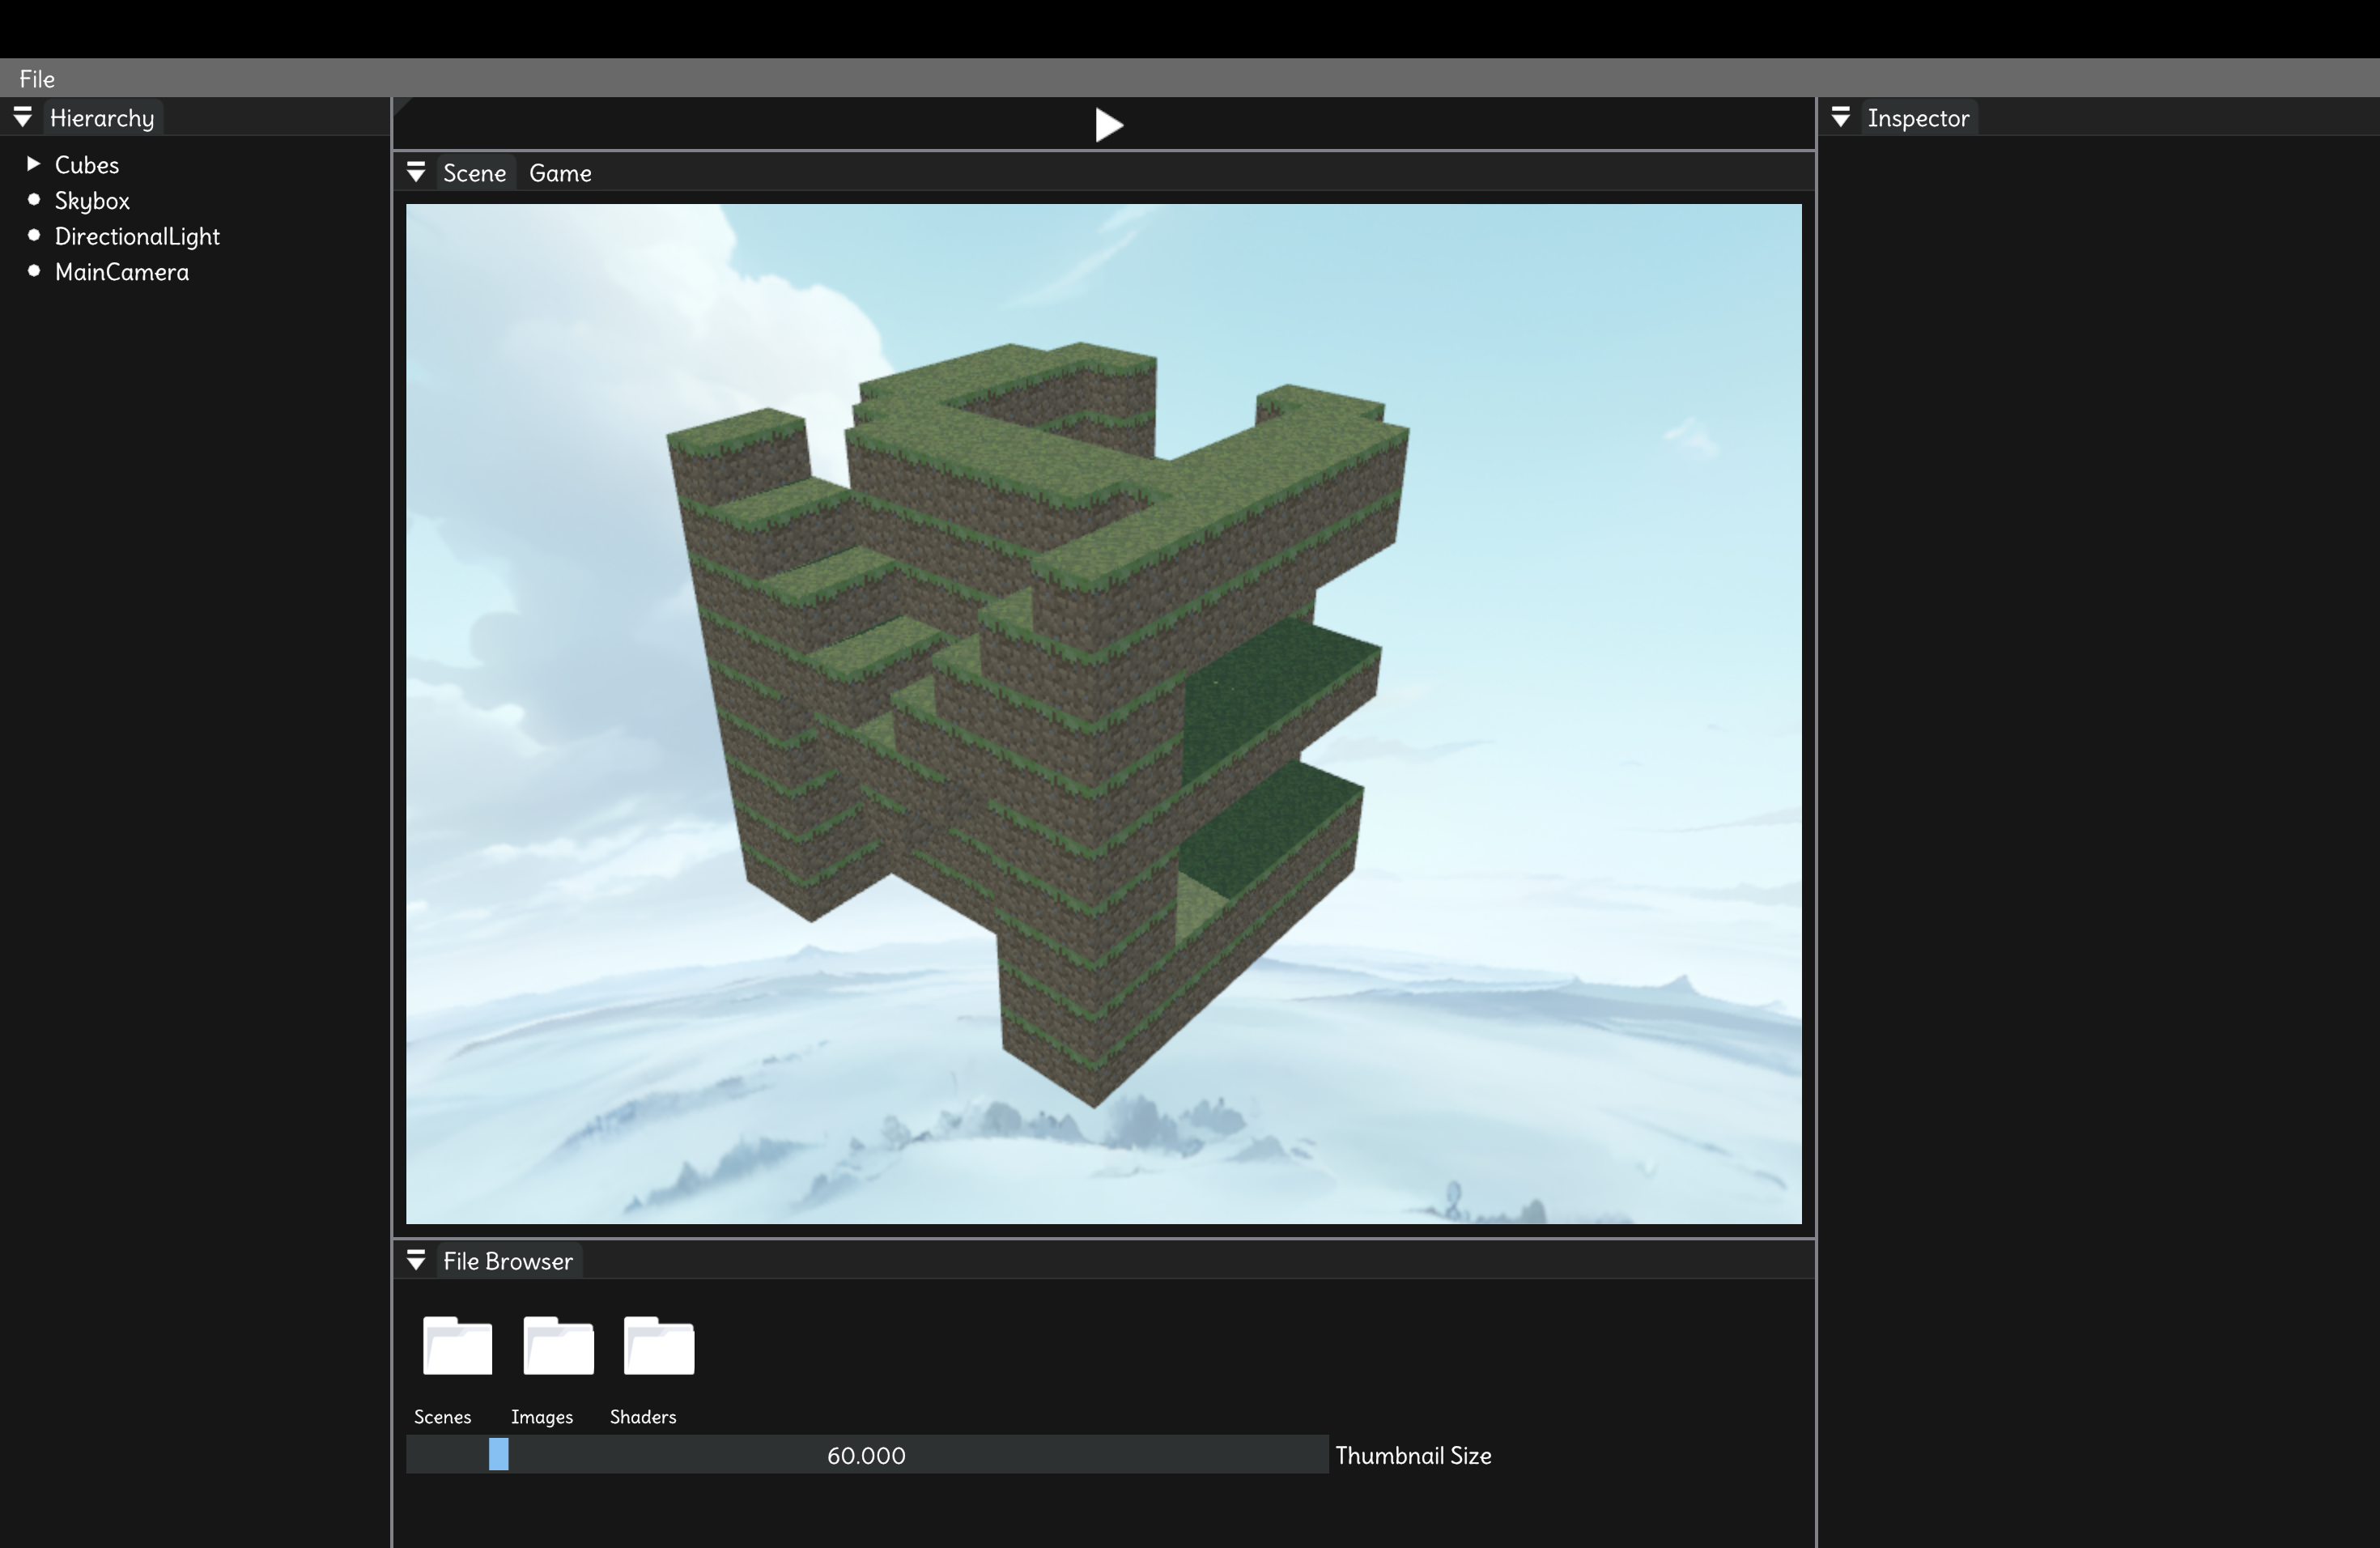 File
Hierarchy
Cubes
Skybox
DirectionalLight
MainCamera
Scene Game
Inspector
File Browser
Scenes Images Shaders
60.000 Thumbnail Size